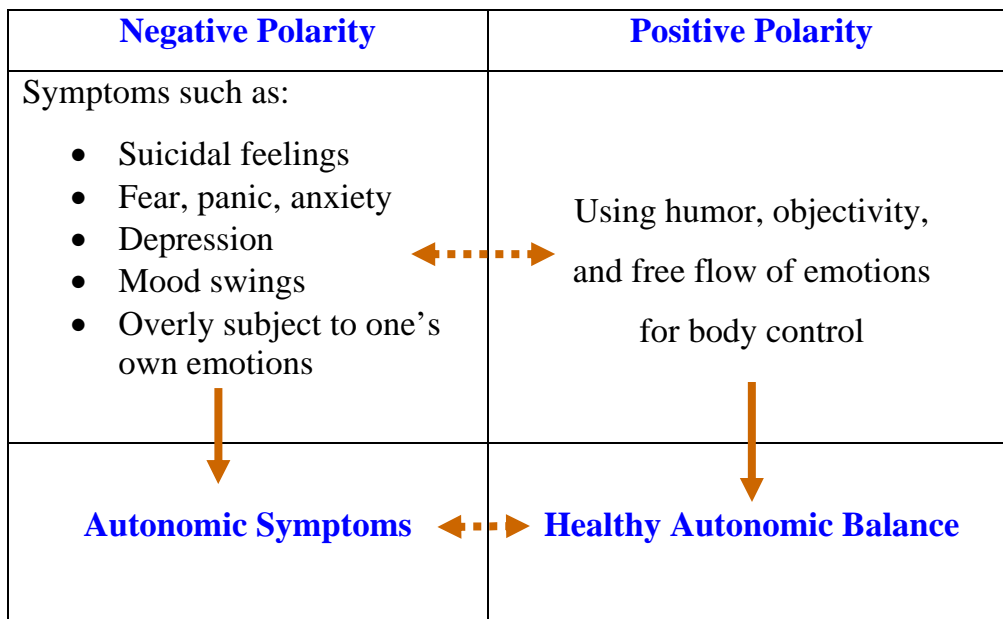 Negative Polarity
Positive Polarity
Symptoms such as:
• Suicidal feelings
• Fear, panic, anxiety
• Depression
• Mood swings
• Overly subject to one's
own emotions
Using humor, objectivity,
and free flow of emotions
for body control
Autonomic Symptoms
Healthy Autonomic Balance